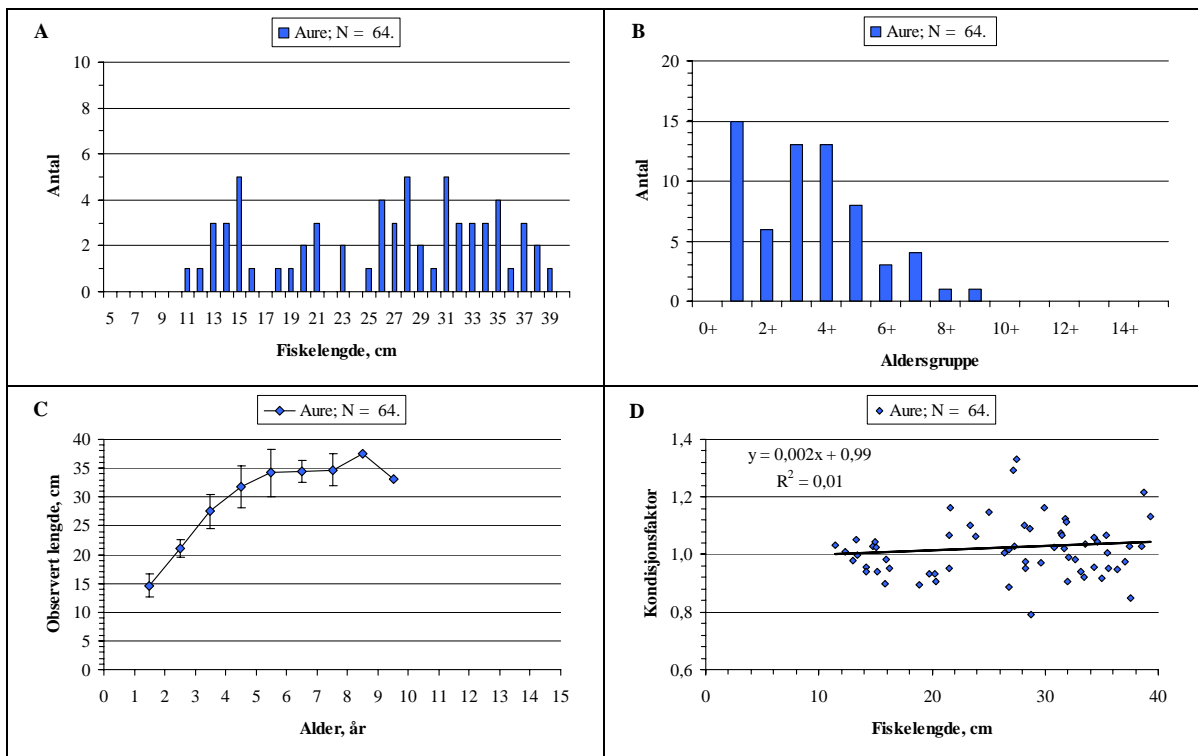 A
Aure; N = 64.
10
8
6
4
2
0
Antal
5 7 9 11 13 15 17 19 21 23 25 27 29 31 33 35 37 39
Fiskelengde, cm
B
Aure; N = 64.
20
15
10
5
0
Antal
0+ 2+ 4+ 6+ 8+ 10+ 12+ 14+
Aldersgruppe
C
Aure; N = 64.
40
35
30
25
20
15
10
5
0
Observert lengde, cm
0 1 2 3 4 5 6 7 8 9 10 11 12 13 14 15
Alder, år
D
Aure; N = 64.
1,4
1,2
1,0
0,8
0,6
Kondisjonsfaktor
y = 0,002x + 0,99
R² = 0,01
0 10 20 30 40
Fiskelengde, cm